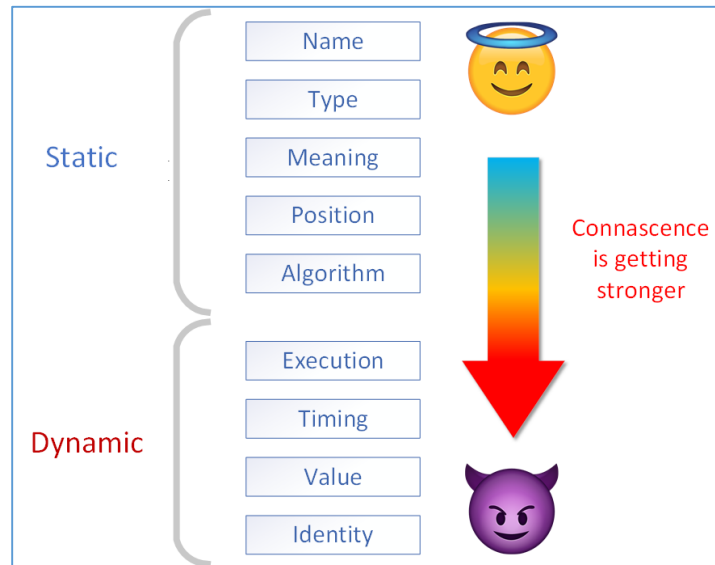 Name
Type
Static
Meaning
Position
Algorithm
Connascence
is getting
stronger
Execution
Timing
Dynamic
Value
Identity